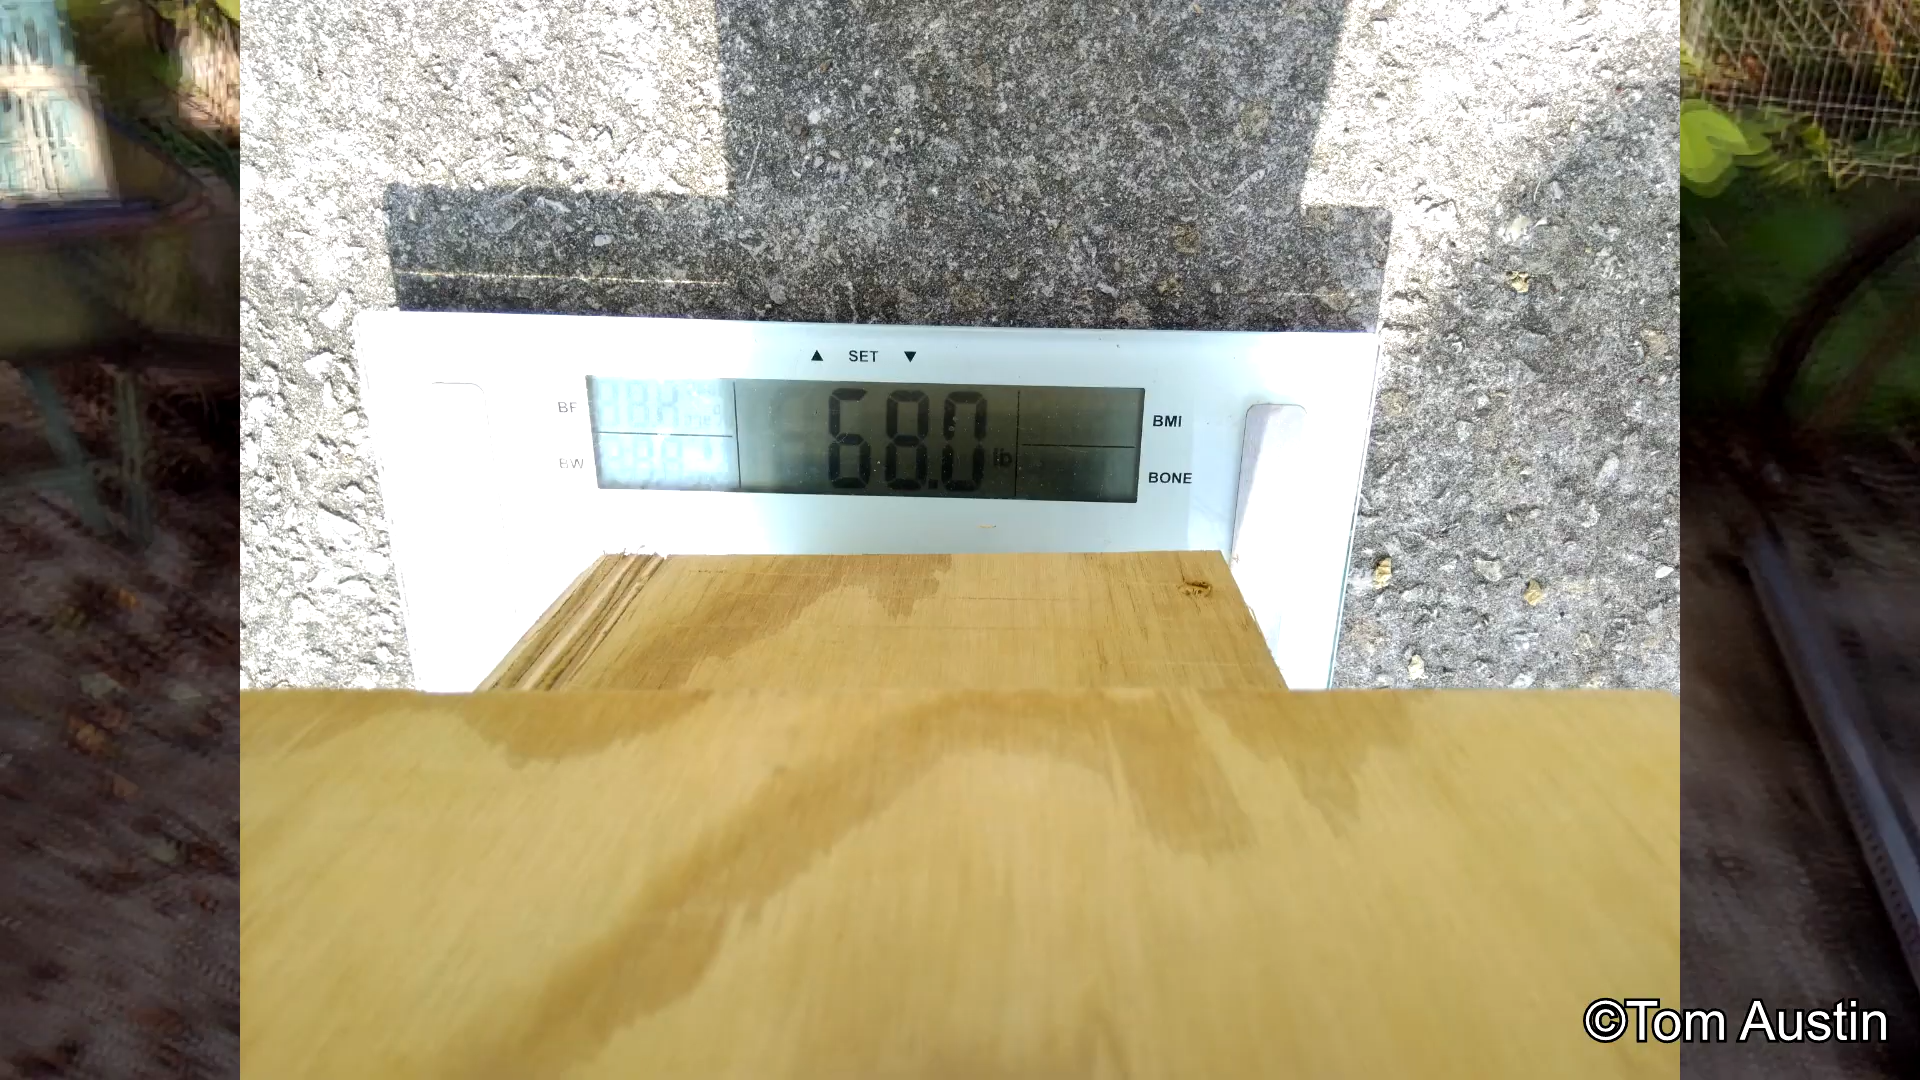 ▲ SET ▼
BF
68.0 lb
BMI
BW
BONE
©Tom Austin